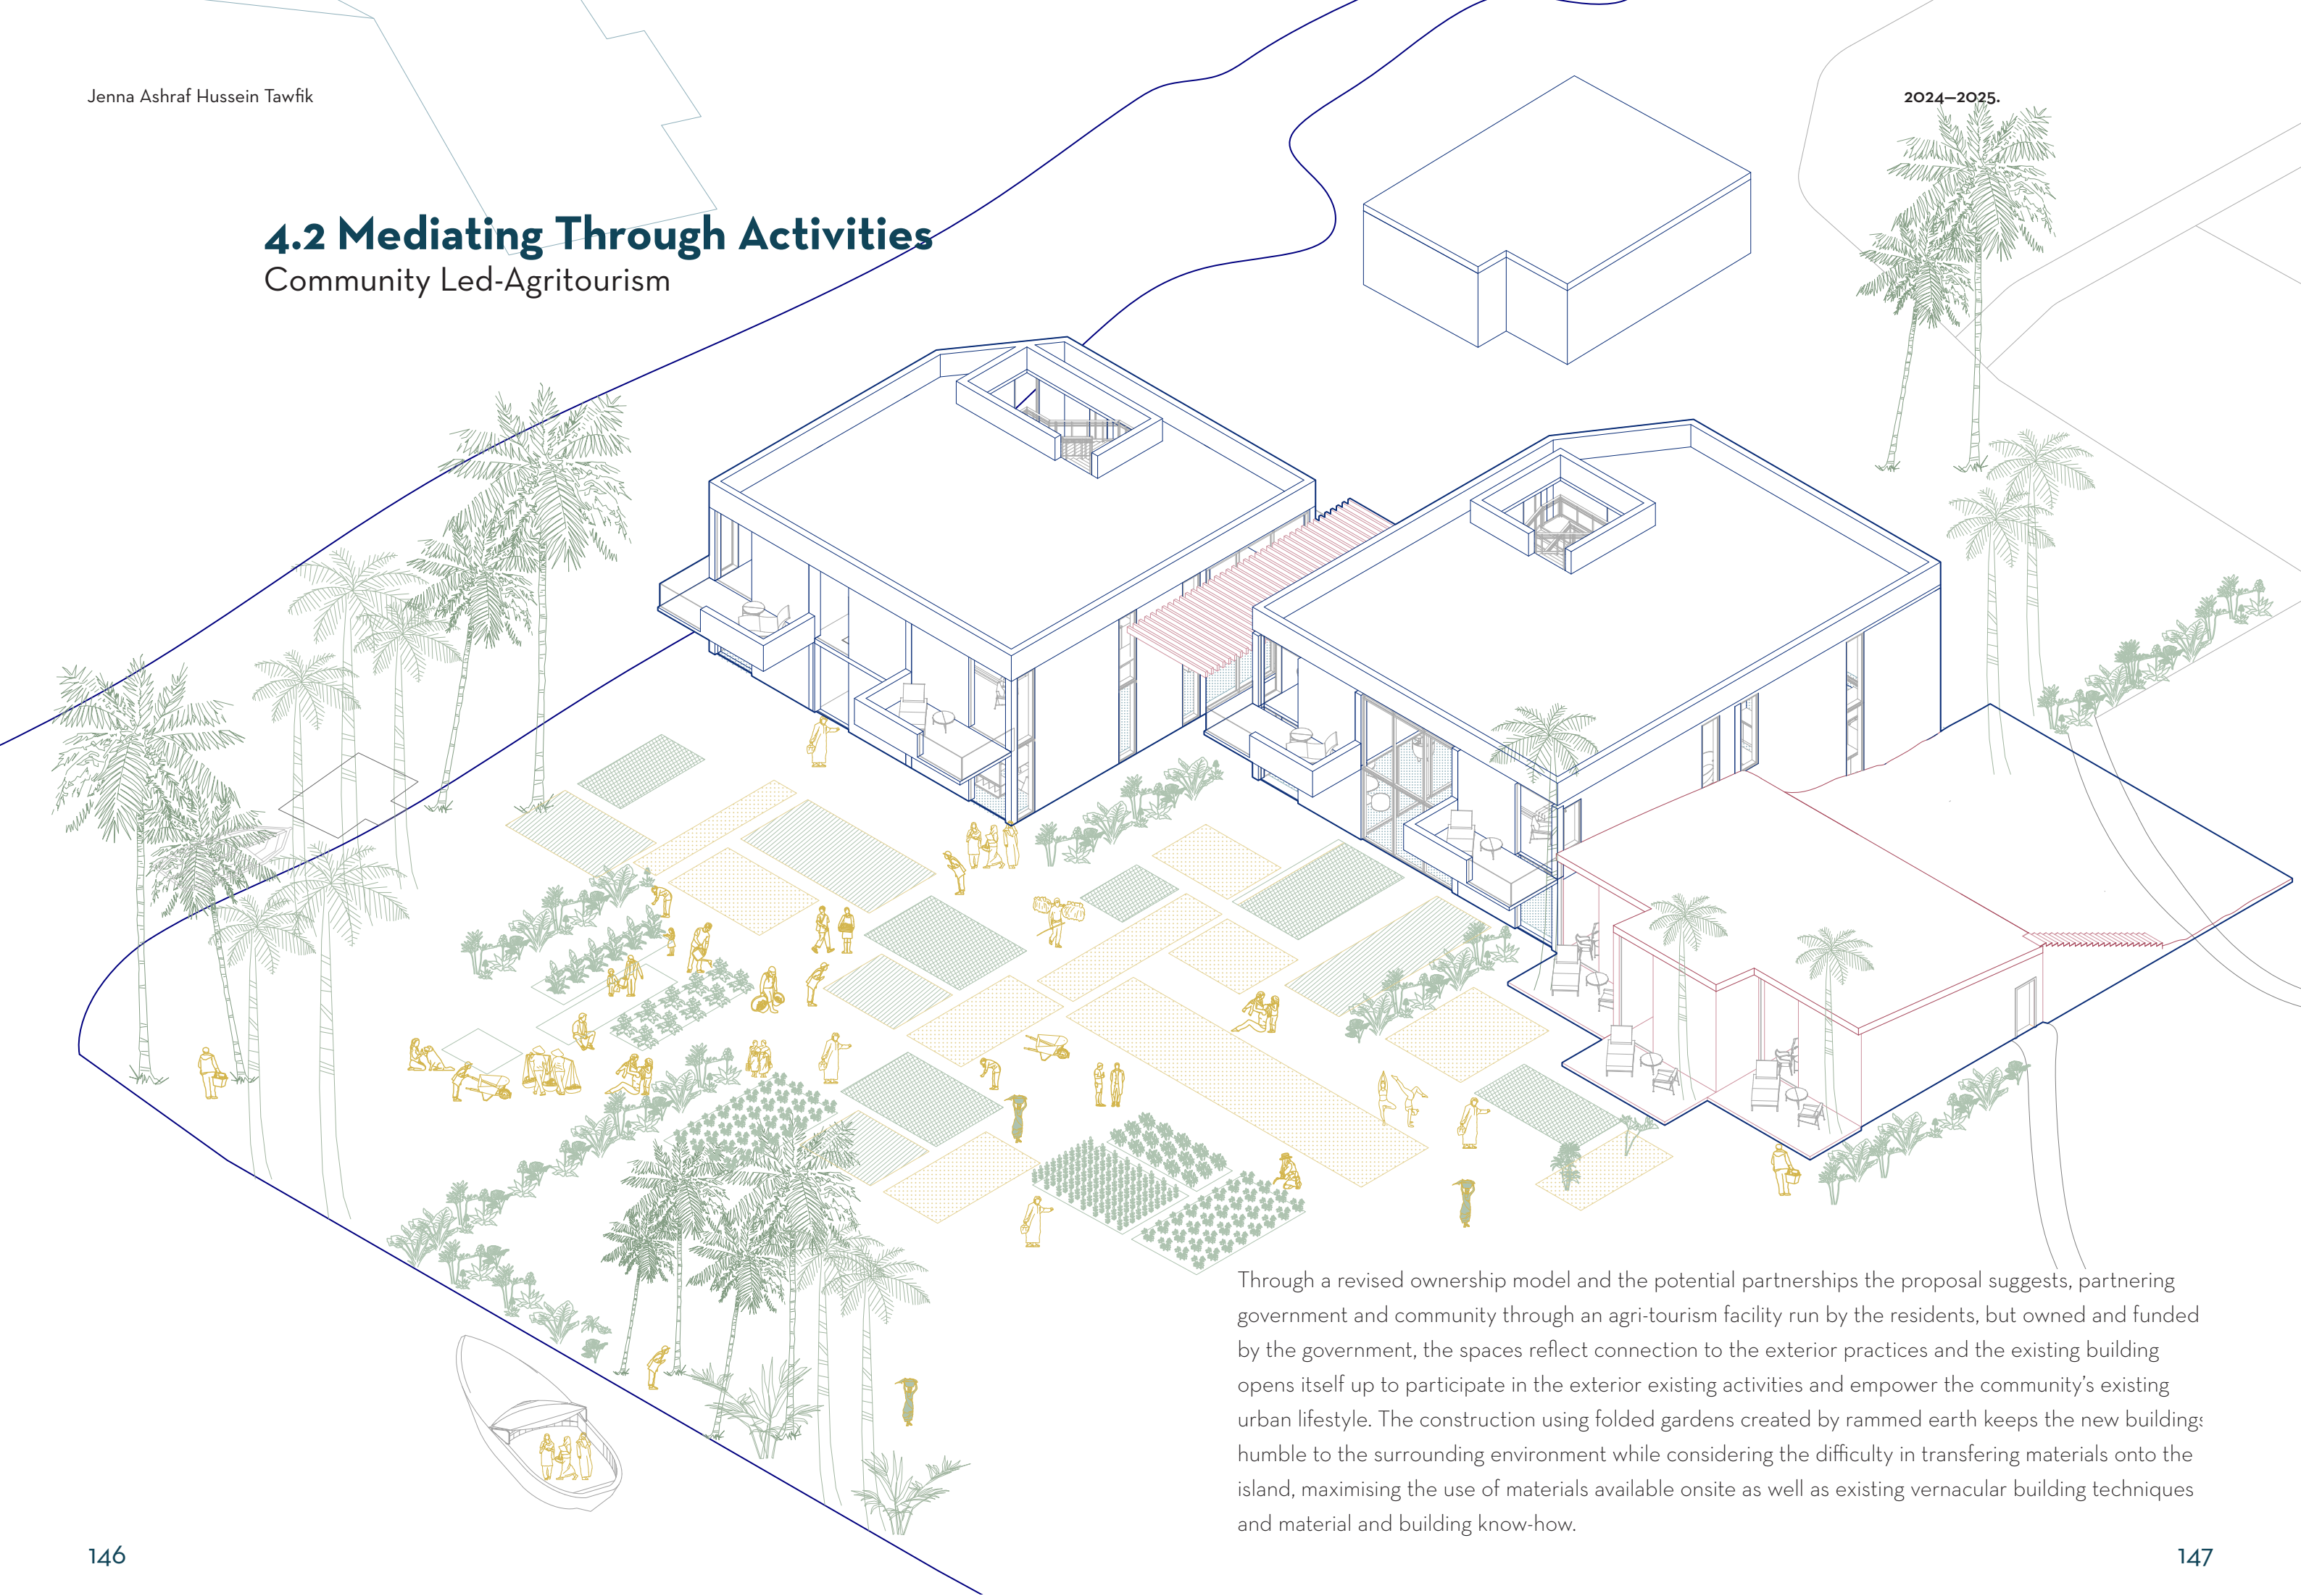 Jenna Ashraf Hussein Tawfik
2024—2025.
4.2 Mediating Through Activities
Community Led-Agritourism
Through a revised ownership model and the potential partnerships the proposal suggests, partnering
government and community through an agri-tourism facility run by the residents, but owned and funded
by the government, the spaces reflect connection to the exterior practices and the existing building
opens itself up to participate in the exterior existing activities and empower the community’s existing
urban lifestyle. The construction using folded gardens created by rammed earth keeps the new buildings
humble to the surrounding environment while considering the difficulty in transfering materials onto the
island, maximising the use of materials available onsite as well as existing vernacular building techniques
and material and building know-how.
146
147